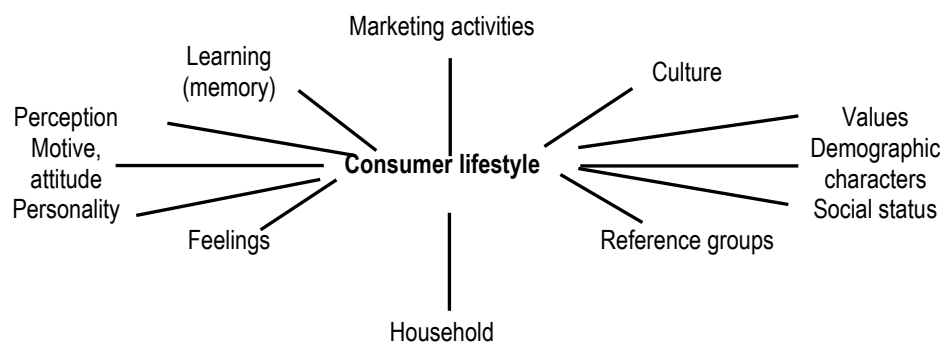 Marketing activities
Learning
(memory)
Culture
Perception
Motive,
attitude
Personality
Values
Demographic
characters
Social status
Consumer lifestyle
Feelings
Reference groups
Household